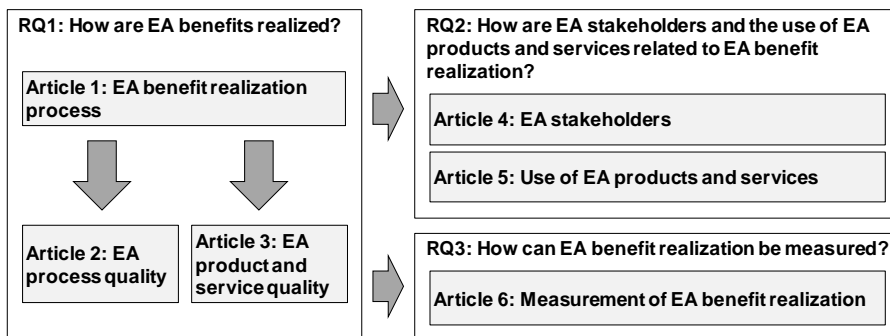 RQ1: How are EA benefits realized?
Article 1: EA benefit realization
process
Article 2: EA
process quality
Article 3: EA
product and
service quality
RQ2: How are EA stakeholders and the use of EA
products and services related to EA benefit
realization?
Article 4: EA stakeholders
Article 5: Use of EA products and services
RQ3: How can EA benefit realization be measured?
Article 6: Measurement of EA benefit realization